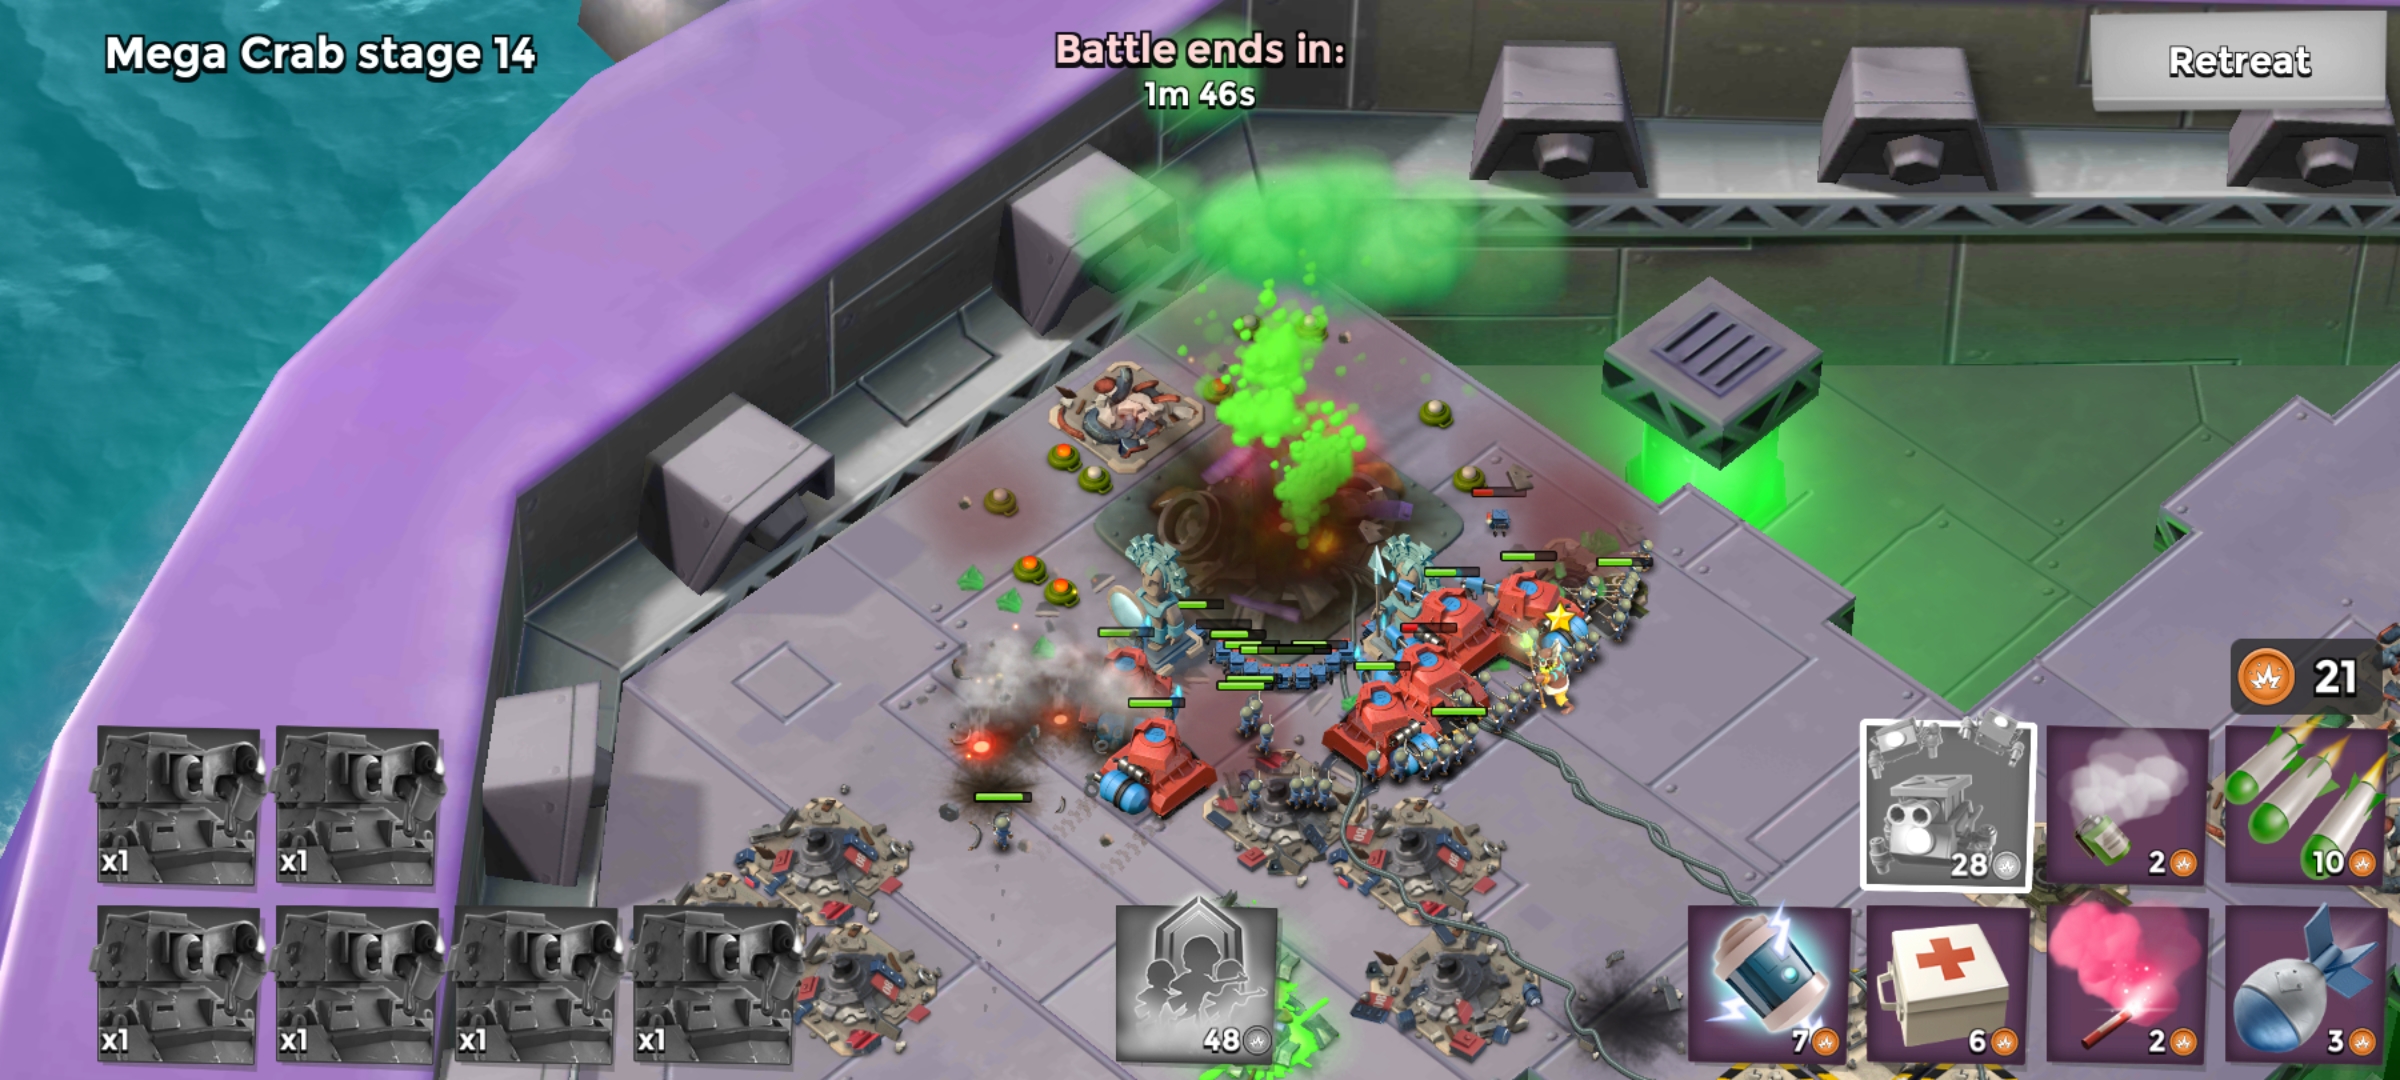 Mega Crab stage 14
Battle ends in:
1m 46s
Retreat
21
x1
x1
28
2
10
x1
x1
x1
x1
48
7
6
2
3